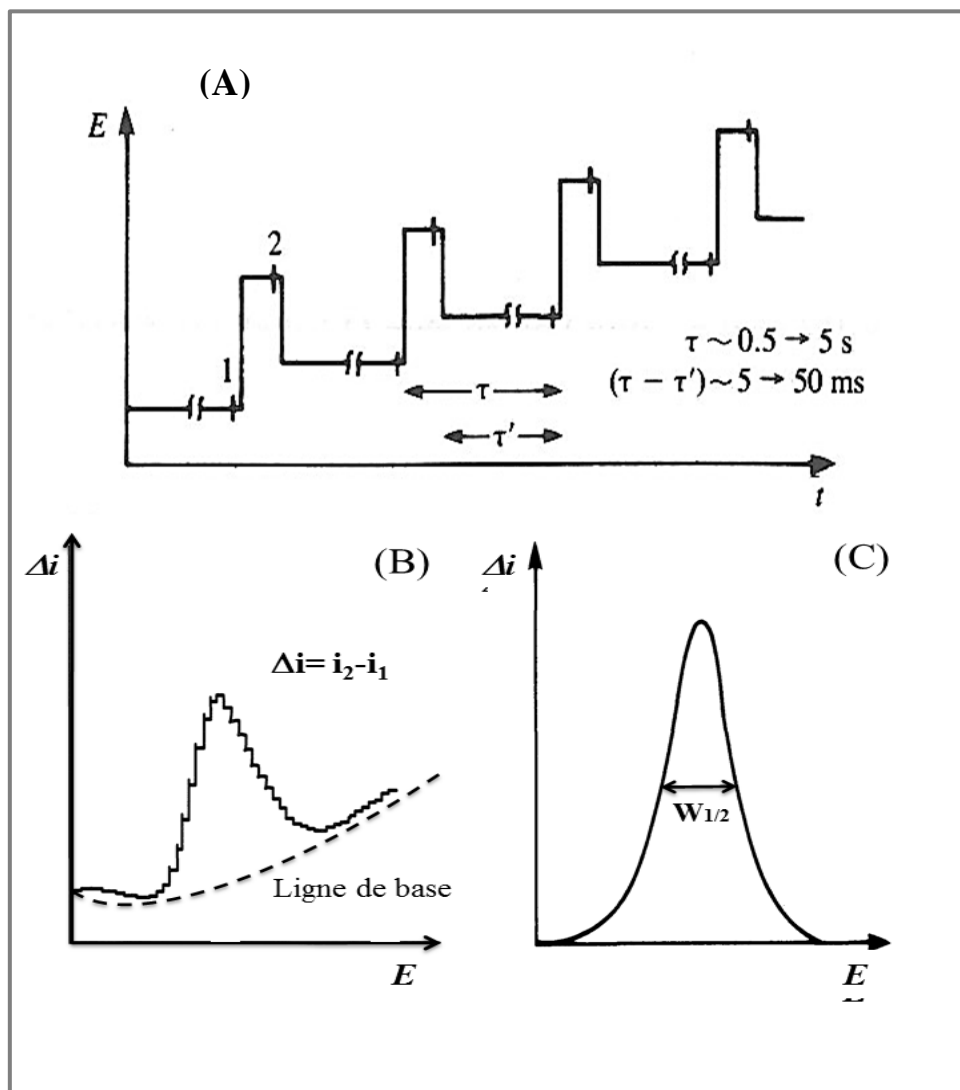 (A)
E
2
1
τ ~ 0.5 → 5 s
(τ − τ′) ~ 5 → 50 ms
τ
τ′
t
Δi
(B)
Δi= i₂-i₁
Ligne de base
E
Δi
(C)
W1/2
E